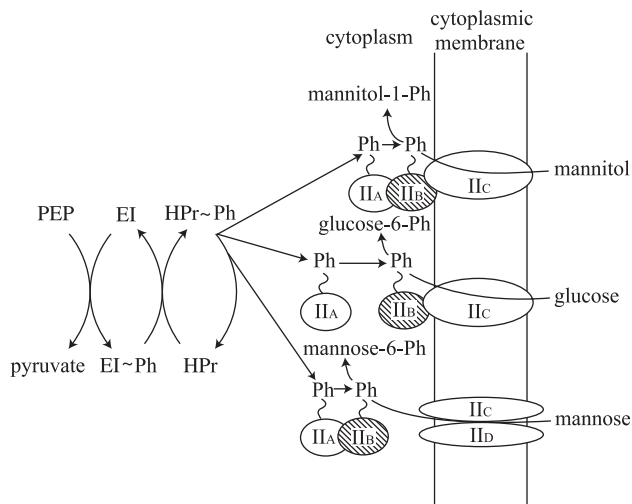 cytoplasm
cytoplasmic
membrane
mannitol-1-Ph
Ph
Ph
mannitol
IIA
IIB
IIC
PEP
EI
HPr~Ph
glucose-6-Ph
Ph
Ph
glucose
IIA
IIB
IIC
pyruvate
EI~Ph
HPr
mannose-6-Ph
Ph
Ph
IIC
mannose
IIA
IIB
IID